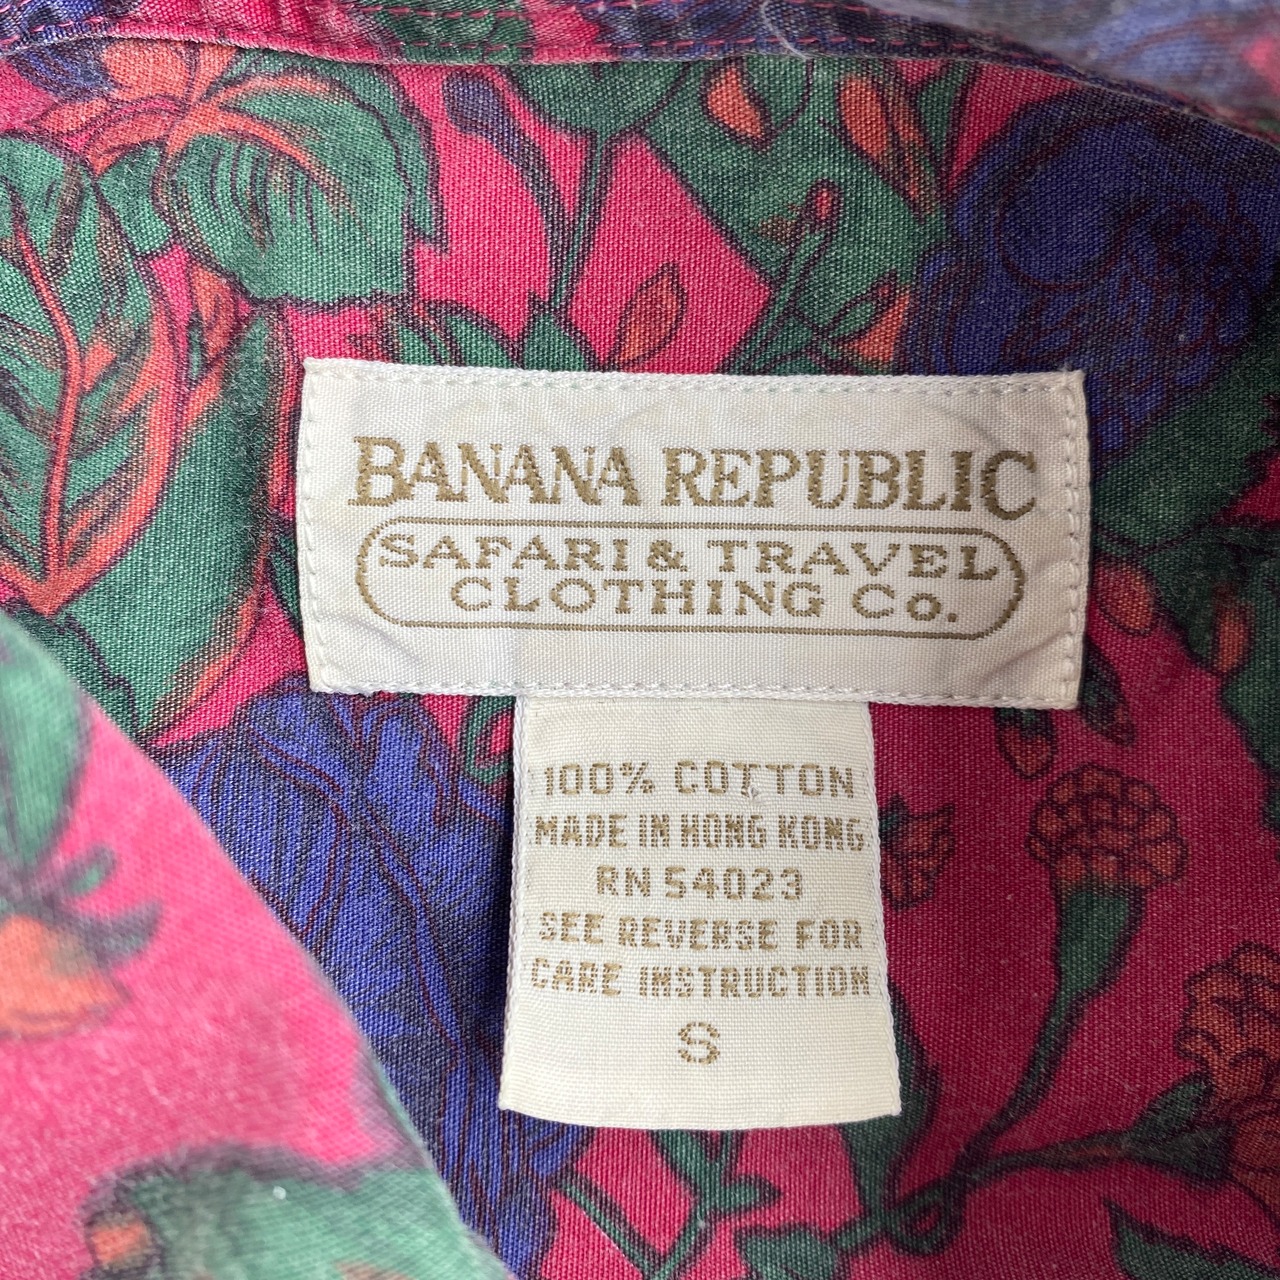 BANANA REPUBLIC
SAFARI & TRAVEL
CLOTHING Co.
100% COTTON
MADE IN HONG KONG
RN 54023
SEE REVERSE FOR
CARE INSTRUCTION
S